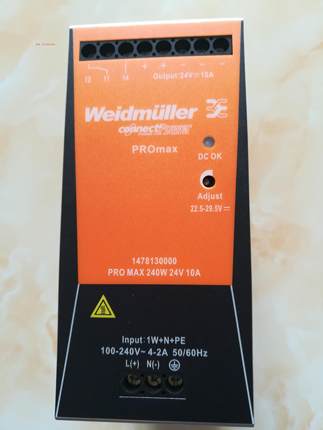 13 11 14 + + − − −
Output:24V⎓10A
Weidmüller
connectPower
PROmax
DC OK
Adjust
22.5-29.5V⎓
1478130000
PRO MAX 240W 24V 10A
Input:1W+N+PE
100-240V~ 4-2A 50/60Hz
L(+) N(-)